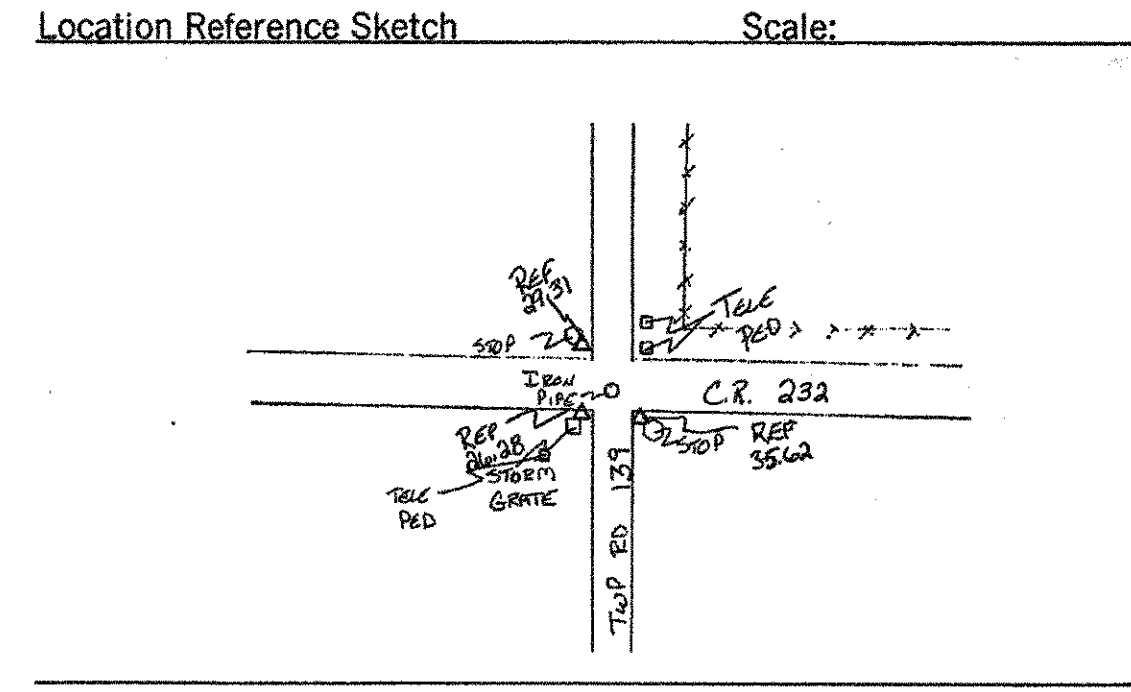 Location Reference Sketch
Scale:
REF
29.31
STOP
TELE
PED
IRON
PIPE
C.R. 232
REF
26.28
STOP
REF
35.62
STORM
GRATE
TELE
PED
TWP RD 139